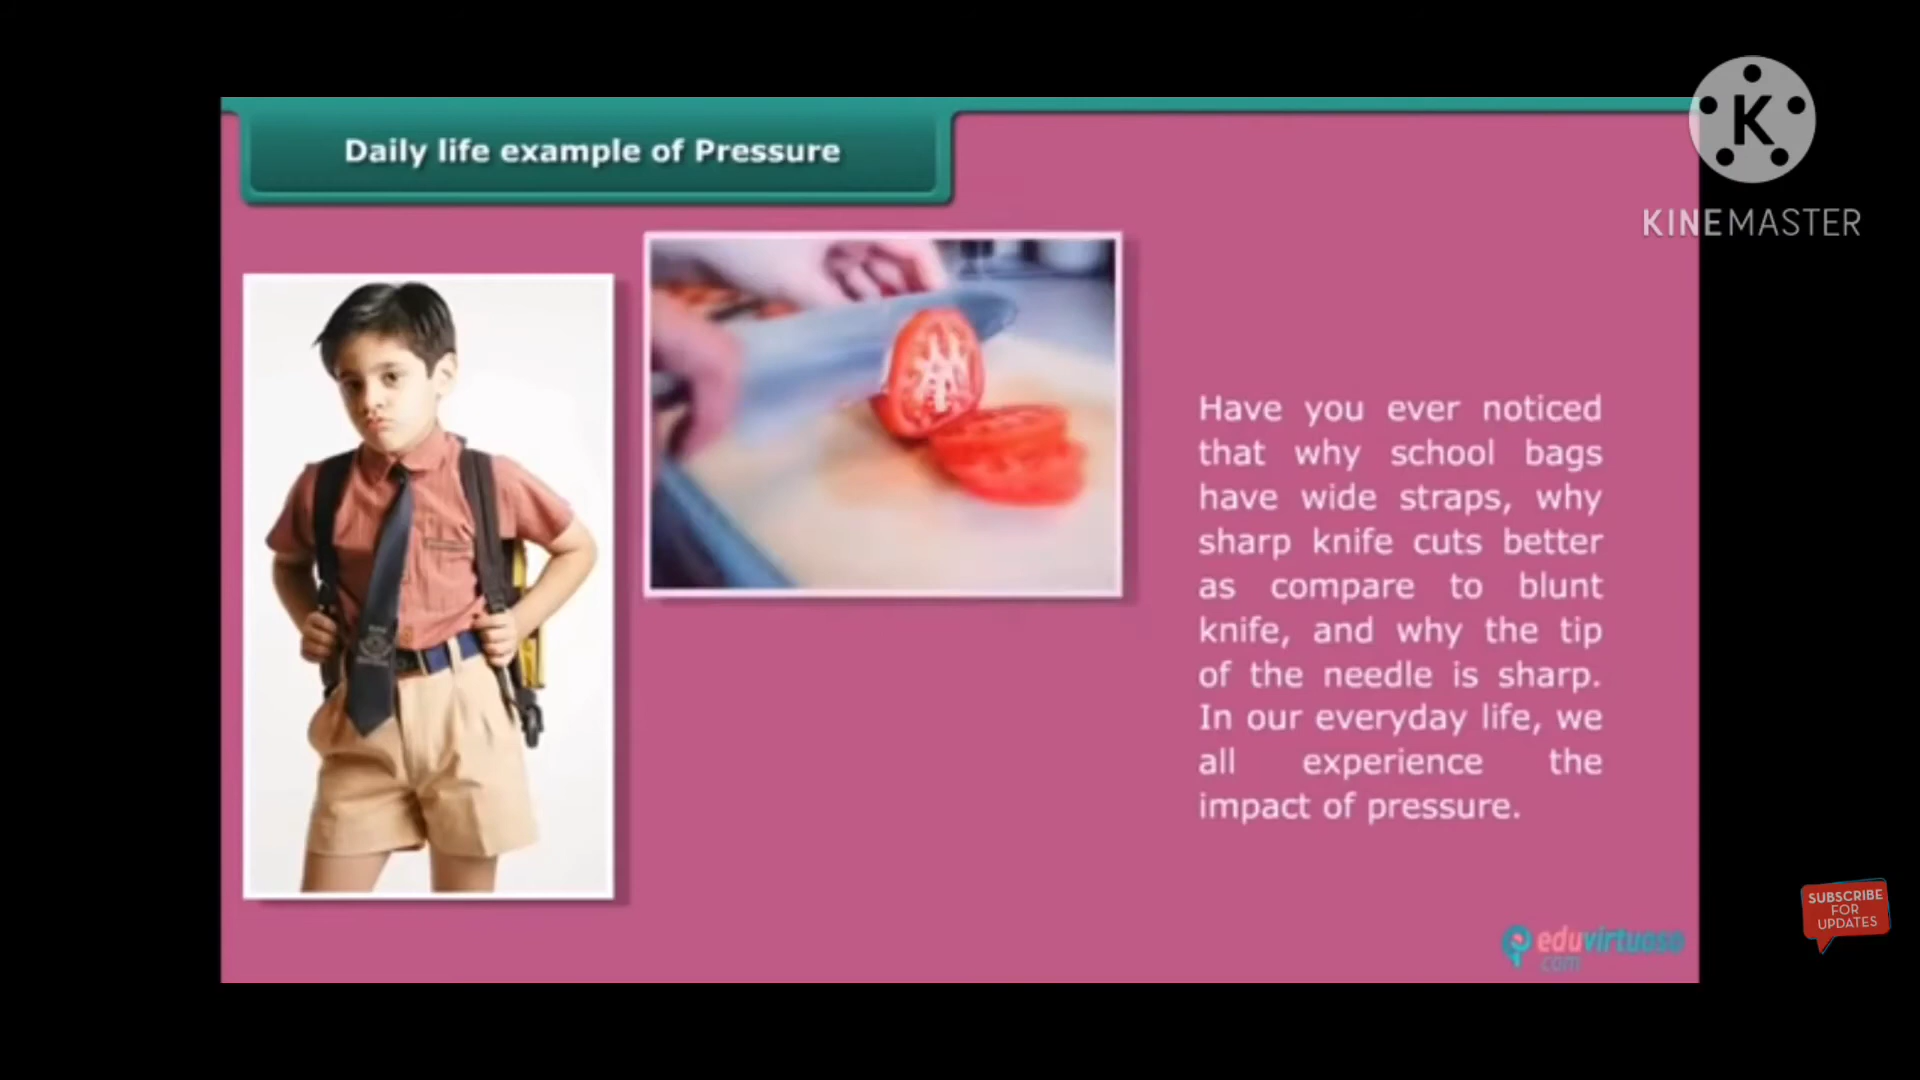 Daily life example of Pressure
K
KINEMASTER
Have you ever noticed
that why school bags
have wide straps, why
sharp knife cuts better
as compare to blunt
knife, and why the tip
of the needle is sharp.
In our everyday life, we
all experience the
impact of pressure.
SUBSCRIBE
FOR
UPDATES
eduvirtuoso
com